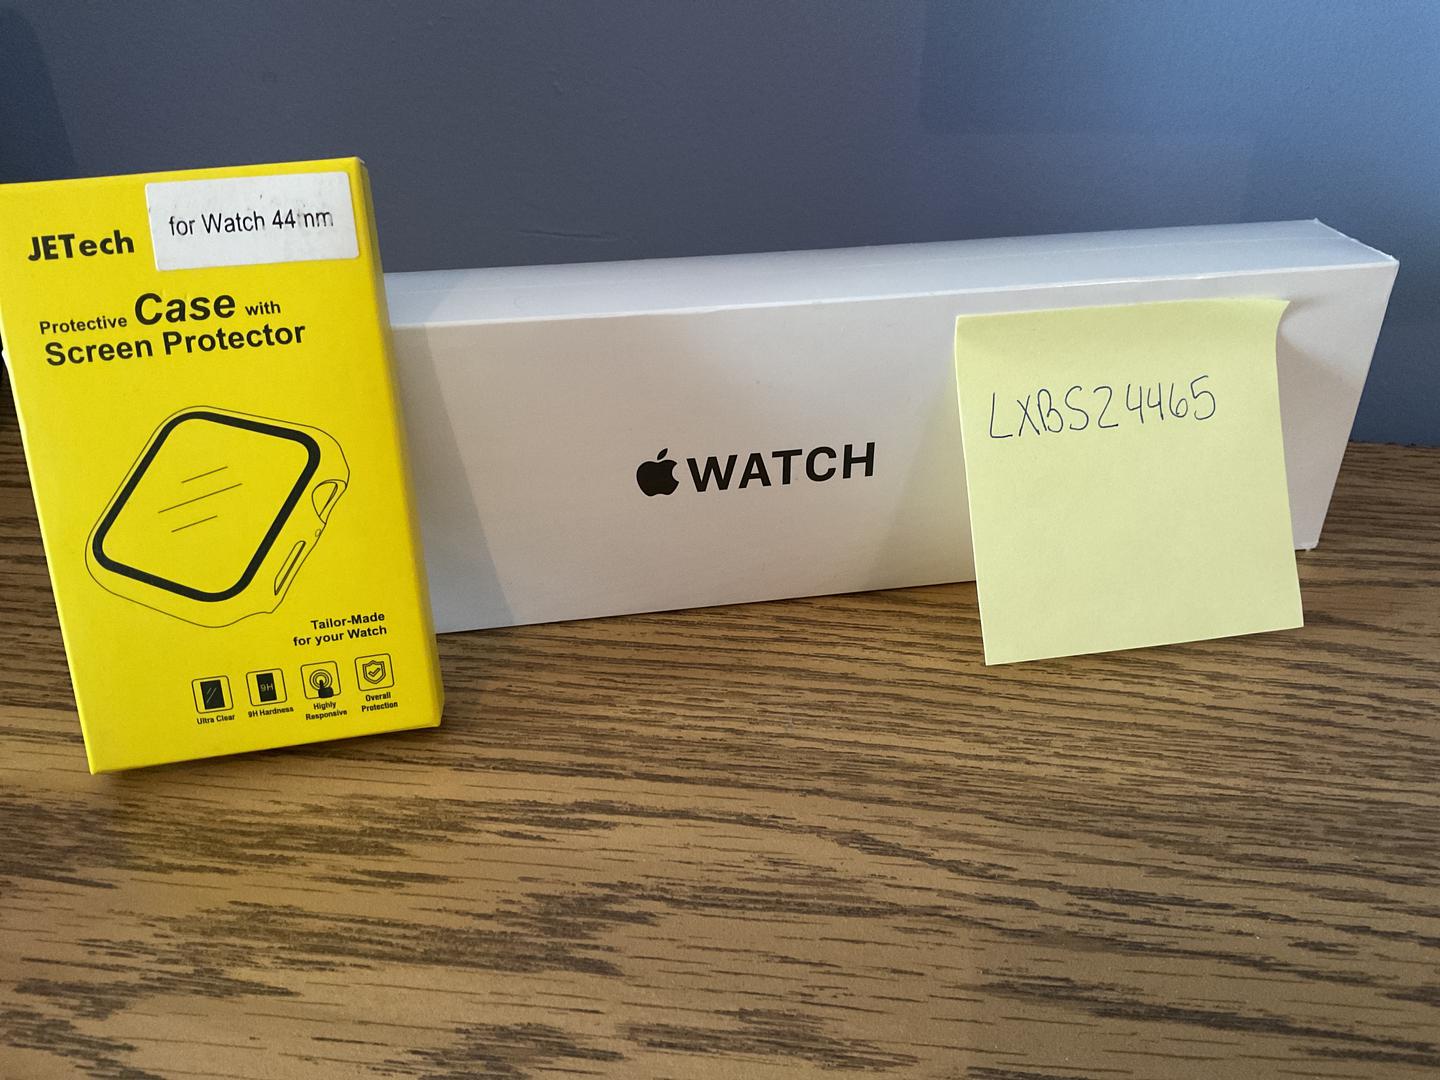 JETech
for Watch 44 nm
Protective Case with
Screen Protector
Tailor-Made
for your Watch
Ultra Clear
9H
9H Hardness
Highly
Responsive
Overall
Protection
WATCH
LXBS24465